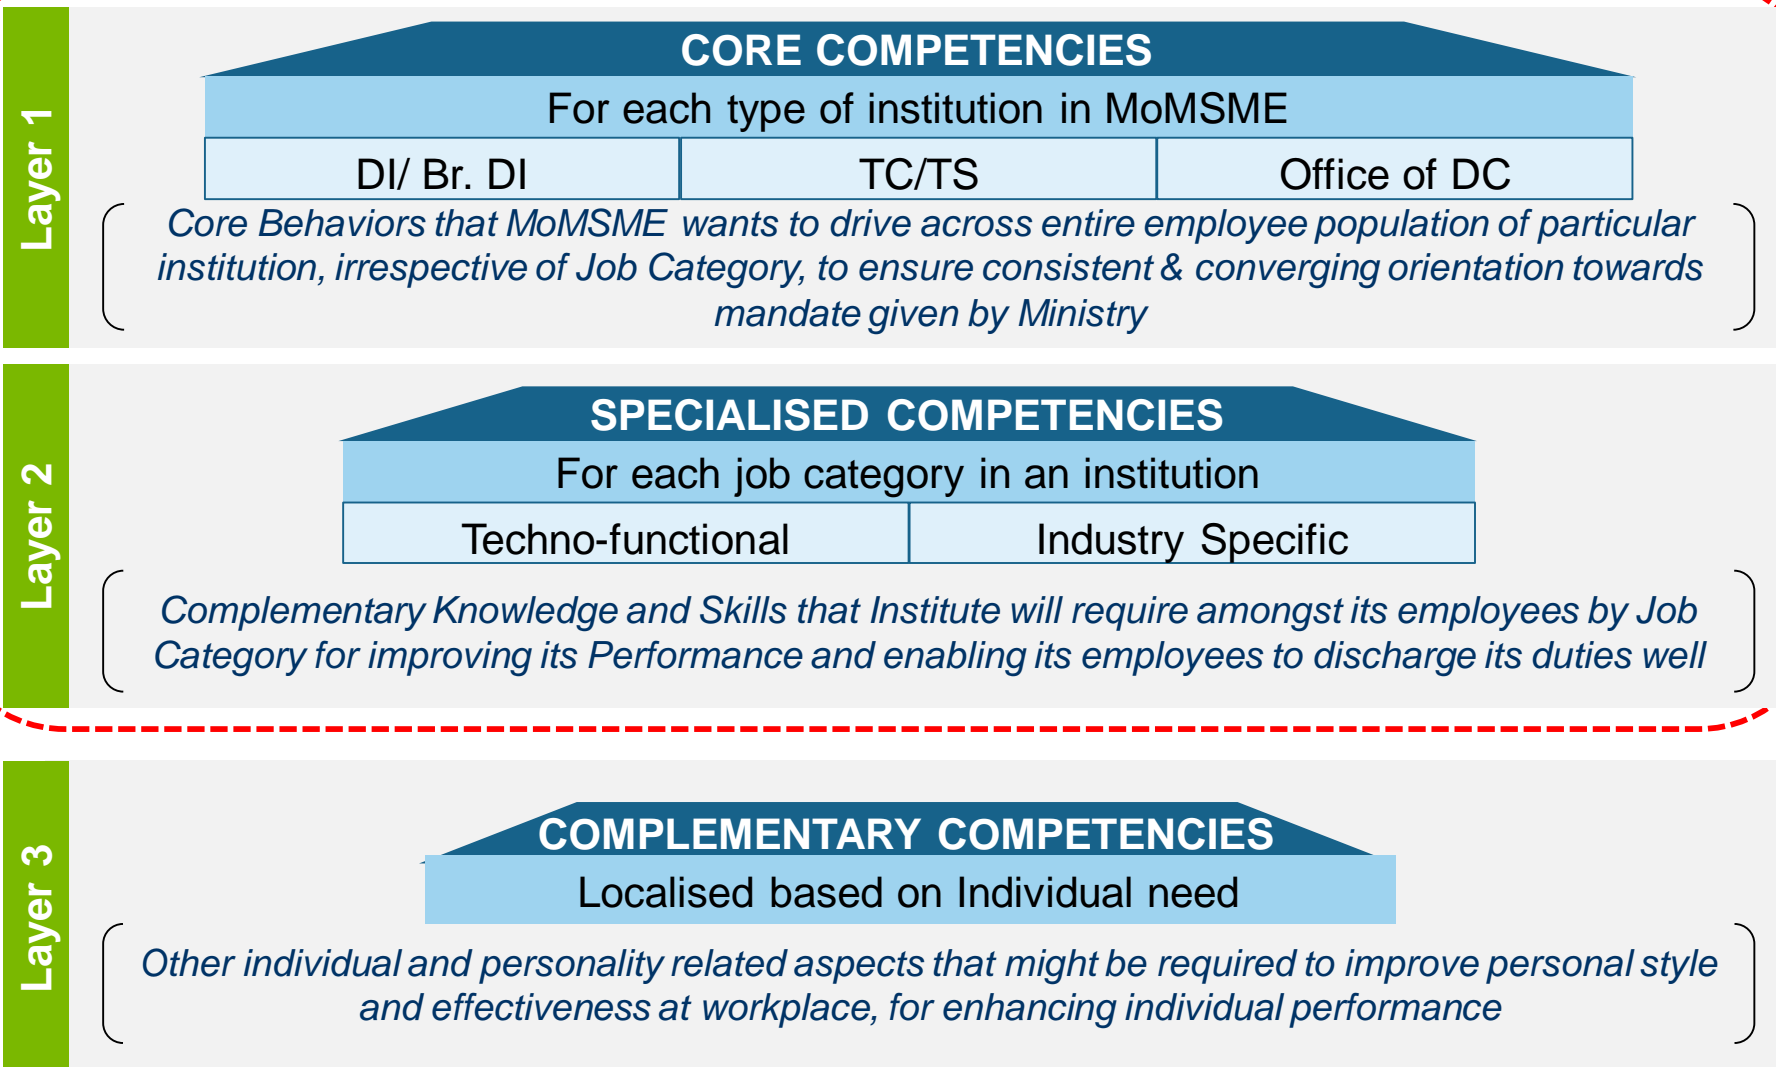 Layer 1
CORE COMPETENCIES
For each type of institution in MoMSME
DI/ Br. DI
TC/TS
Office of DC
Core Behaviors that MoMSME wants to drive across entire employee population of particular
institution, irrespective of Job Category, to ensure consistent & converging orientation towards
mandate given by Ministry
Layer 2
SPECIALISED COMPETENCIES
For each job category in an institution
Techno-functional
Industry Specific
Complementary Knowledge and Skills that Institute will require amongst its employees by Job
Category for improving its Performance and enabling its employees to discharge its duties well
Layer 3
COMPLEMENTARY COMPETENCIES
Localised based on Individual need
Other individual and personality related aspects that might be required to improve personal style
and effectiveness at workplace, for enhancing individual performance